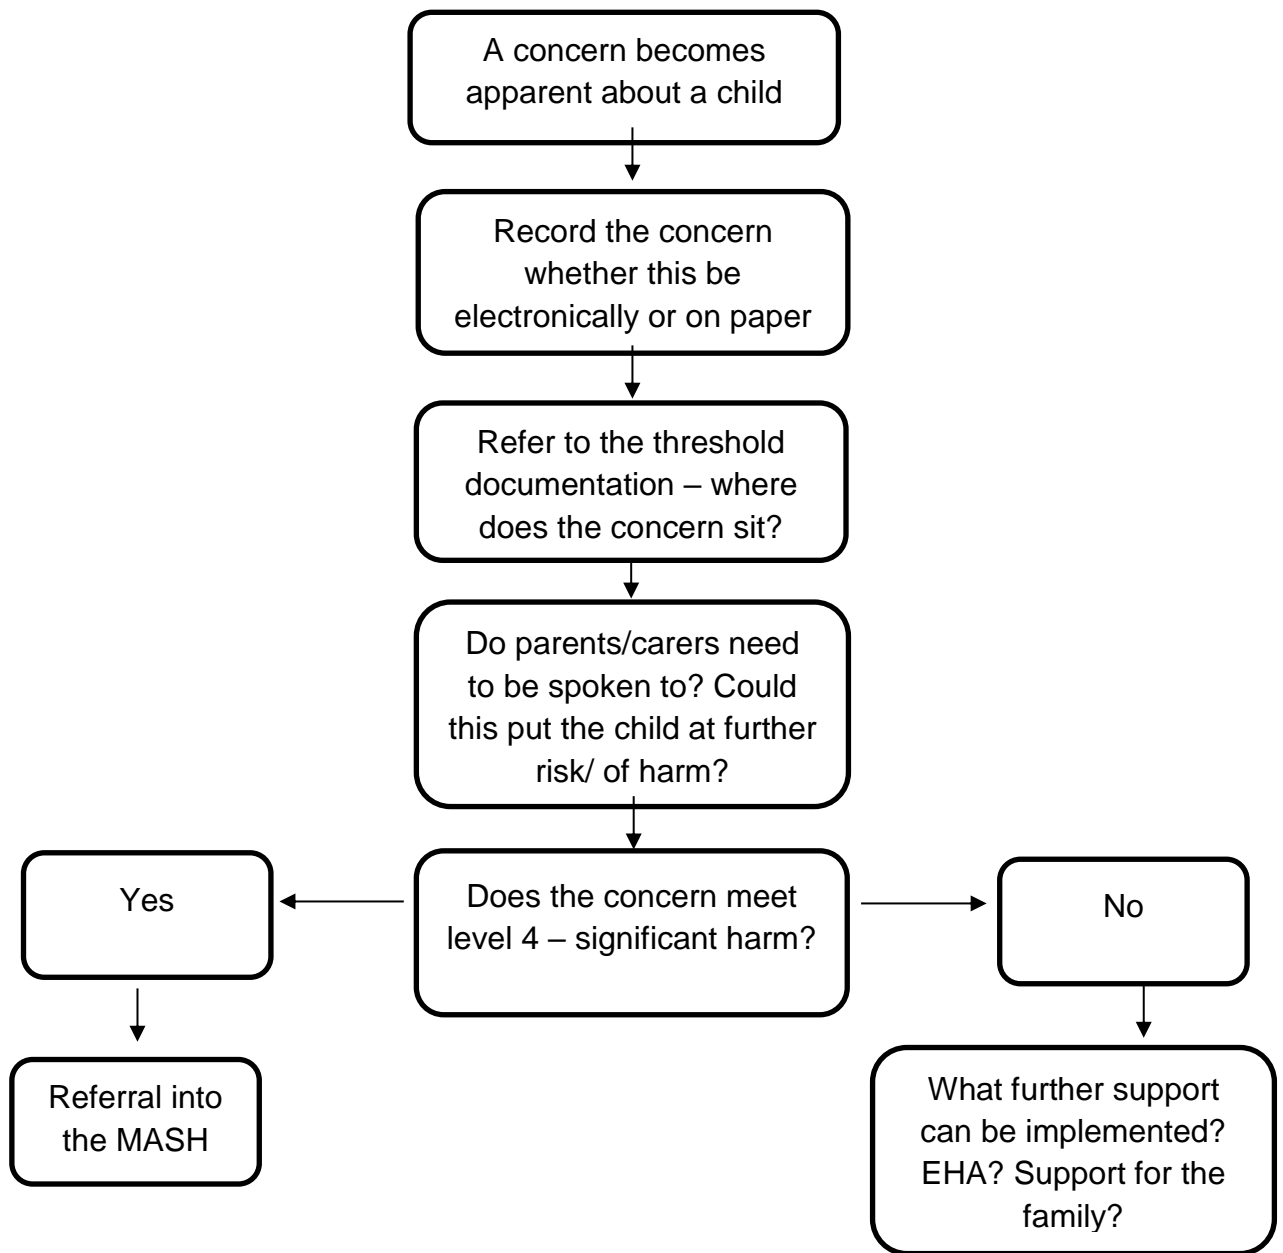 A concern becomes
apparent about a child
Record the concern
whether this be
electronically or on paper
Refer to the threshold
documentation – where
does the concern sit?
Do parents/carers need
to be spoken to? Could
this put the child at further
risk/ of harm?
Does the concern meet
level 4 – significant harm?
Yes
No
Referral into
the MASH
What further support
can be implemented?
EHA? Support for the
family?